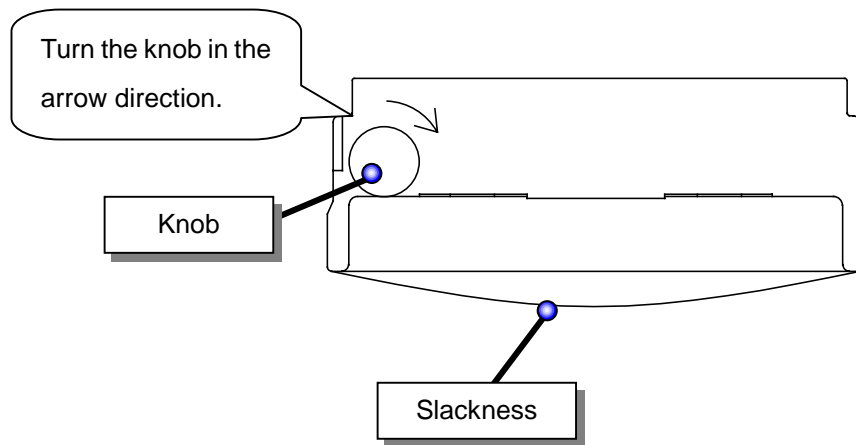 Turn the knob in the
arrow direction.
Knob
Slackness